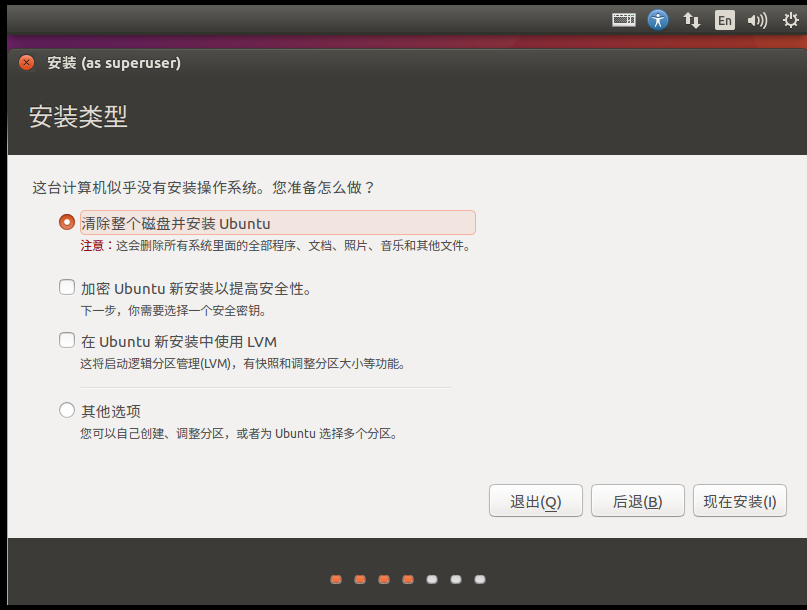 En
安装 (as superuser)
安装类型
这台计算机似乎没有安装操作系统。您准备怎么做？
清除整个磁盘并安装 Ubuntu
注意：这会删除所有系统里面的全部程序、文档、照片、音乐和其他文件。
加密 Ubuntu 新安装以提高安全性。
下一步，你需要选择一个安全密钥。
在 Ubuntu 新安装中使用 LVM
这将启动逻辑分区管理(LVM)，有快照和调整分区大小等功能。
其他选项
您可以自己创建、调整分区，或者为 Ubuntu 选择多个分区。
退出(Q) 后退(B) 现在安装(I)